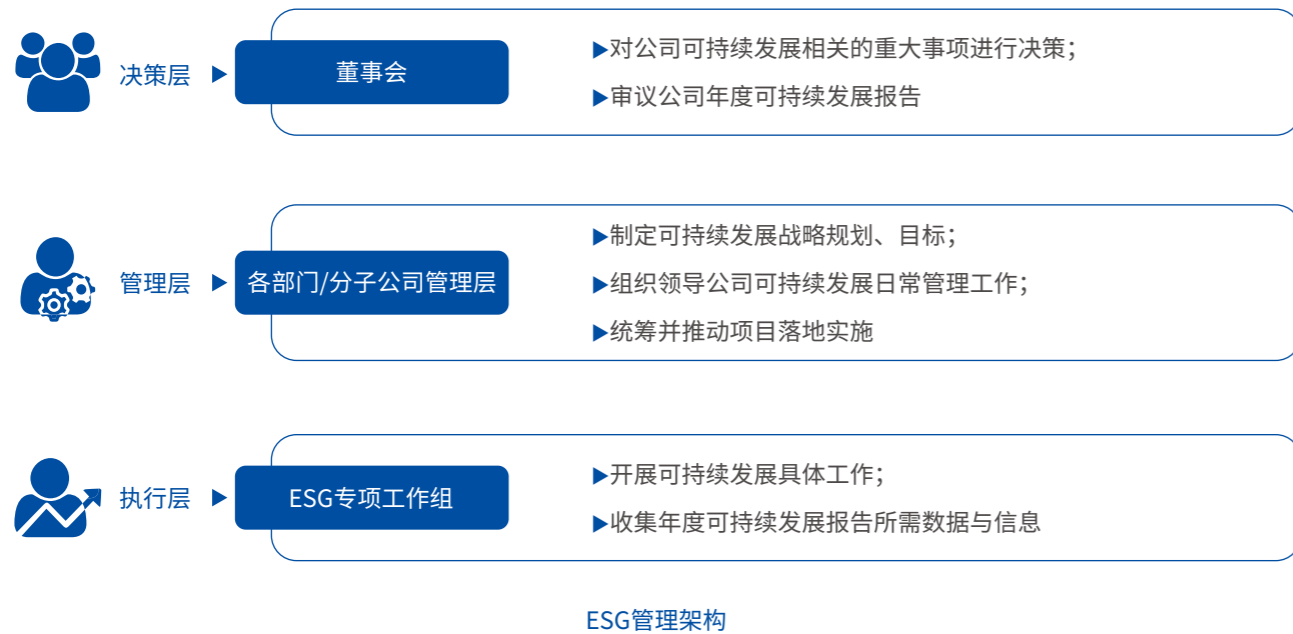 决策层
董事会
▶对公司可持续发展相关的重大事项进行决策；
▶审议公司年度可持续发展报告
管理层
各部门/分子公司管理层
▶制定可持续发展战略规划、目标；
▶组织领导公司可持续发展日常管理工作；
▶统筹并推动项目落地实施
执行层
ESG专项工作组
▶开展可持续发展具体工作；
▶收集年度可持续发展报告所需数据与信息
ESG管理架构